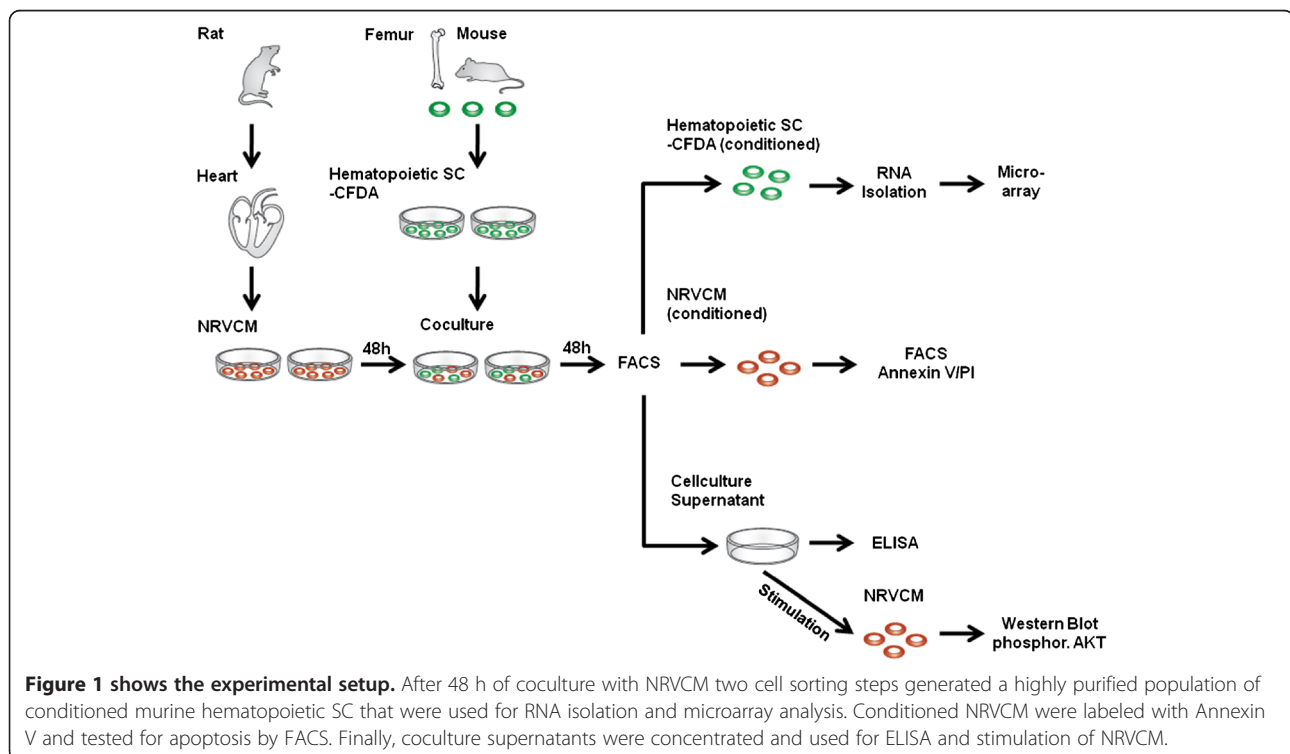 Rat
Femur
Mouse
Heart
Hematopoietic SC
-CFDA
NRVCM
48h
Coculture
48h
FACS
Hematopoietic SC
-CFDA (conditioned)
RNA
Isolation
Micro-
array
NRVCM
(conditioned)
FACS
Annexin V/PI
Cellculture
Supernatant
ELISA
Stimulation
NRVCM
Western Blot
phosphor. AKT
Figure 1 shows the experimental setup. After 48 h of coculture with NRVCM two cell sorting steps generated a highly purified population of
conditioned murine hematopoietic SC that were used for RNA isolation and microarray analysis. Conditioned NRVCM were labeled with Annexin
V and tested for apoptosis by FACS. Finally, coculture supernatants were concentrated and used for ELISA and stimulation of NRVCM.